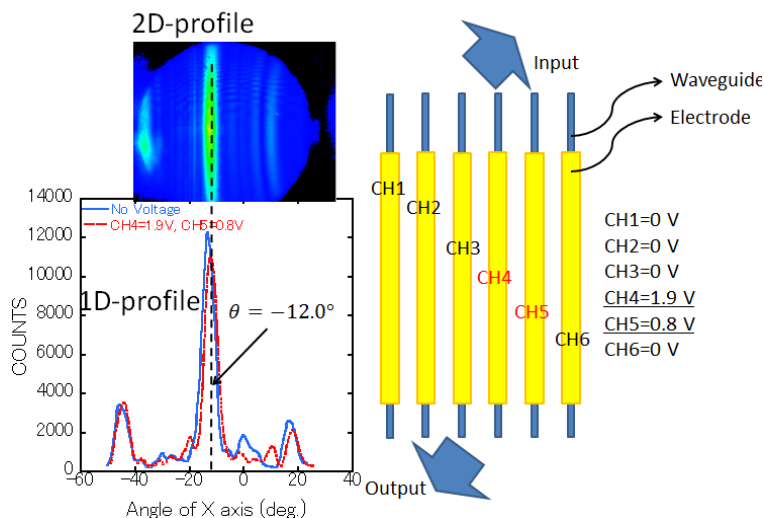 2D-profile
Input
Waveguide
Electrode
14000
No Voltage
CH4=1.9V, CH5=0.8V
12000
10000
8000
6000
4000
2000
0
COUNTS
1D-profile
θ = −12.0°
-60
-40
-20
0
20
40
Angle of X axis (deg.)
CH1
CH2
CH3
CH4
CH5
CH6
CH1=0 V
CH2=0 V
CH3=0 V
CH4=1.9 V
CH5=0.8 V
CH6=0 V
Output